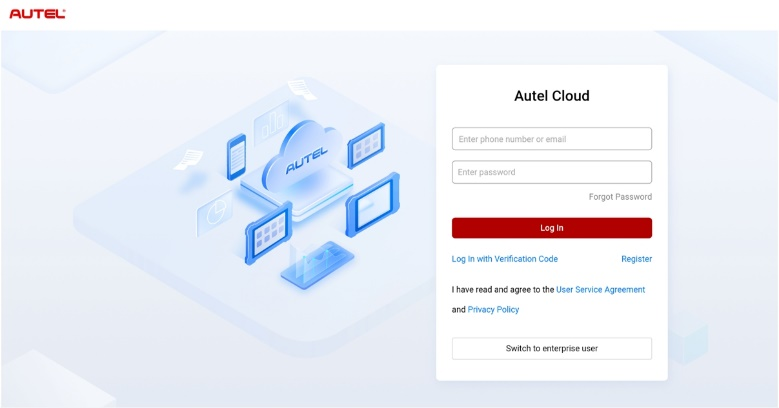 AUTEL
Autel Cloud
Enter phone number or email
AUTEL
Enter password
Forgot Password
Log In
Log In with Verification Code
Register
I have read and agree to the User Service Agreement
and Privacy Policy
Switch to enterprise user